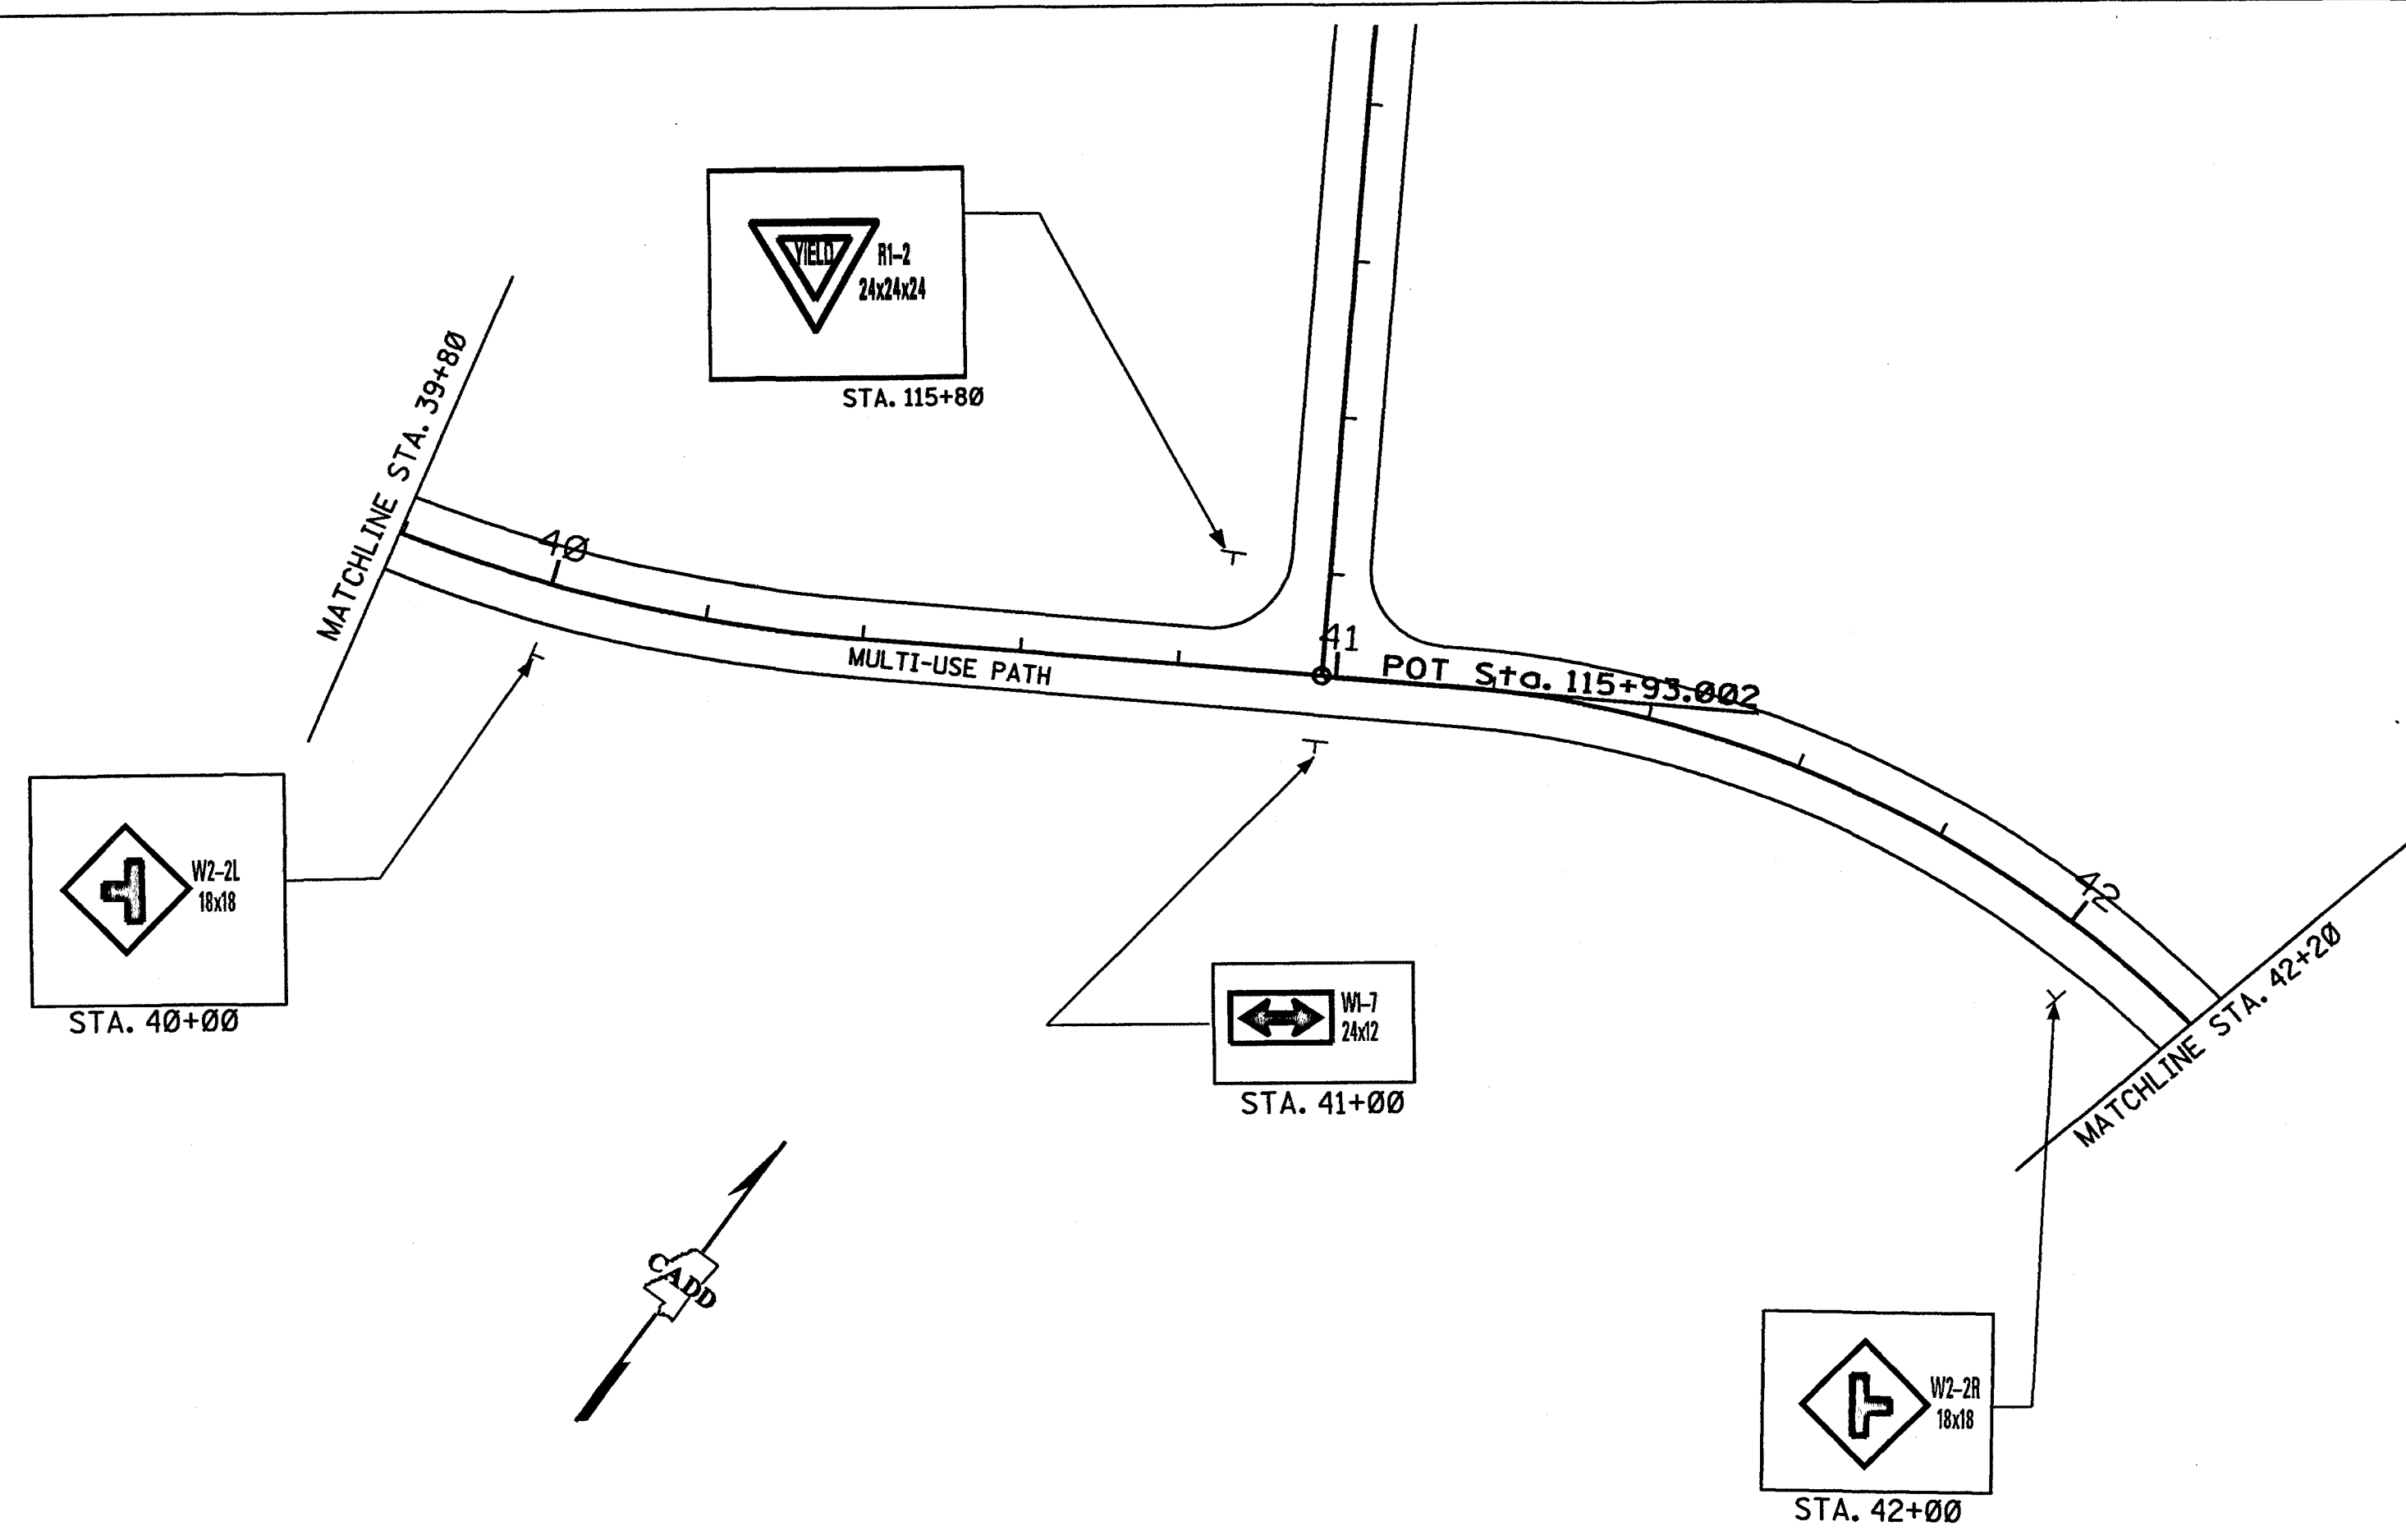 YIELD
R1-2
24x24x24
STA. 115+80
MATCHLINE STA. 39+80
40
41
MULTI-USE PATH
POT Sta. 115+93.002
W2-2L
18x18
STA. 40+00
42
W1-7
24x12
STA. 41+00
MATCHLINE STA. 42+20
CADD
W2-2R
18x18
STA. 42+00